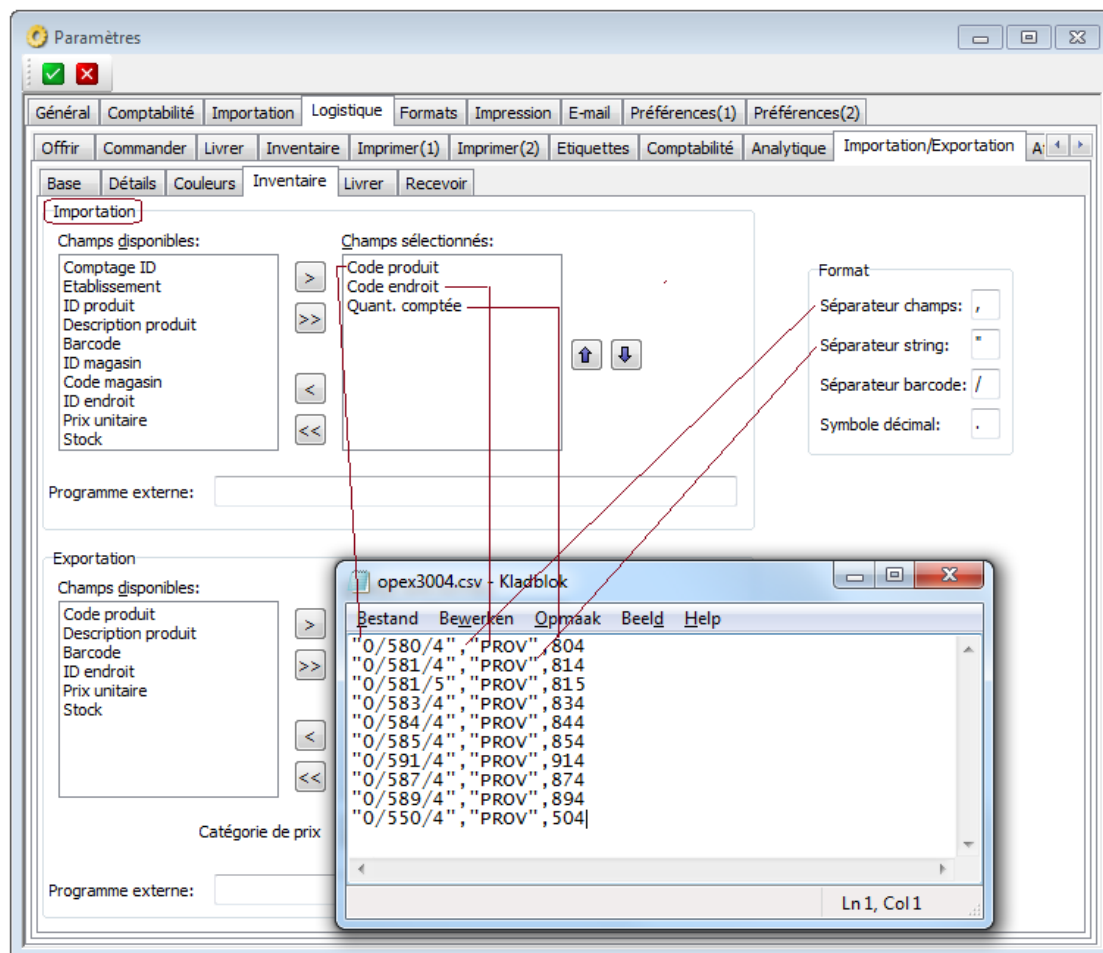 Paramètres
Général Comptabilité Importation Logistique Formats Impression E-mail Préférences(1) Préférences(2)
Offrir Commander Livrer Inventaire Imprimer(1) Imprimer(2) Etiquettes Comptabilité Analytique Importation/Exportation
Base Détails Couleurs Inventaire Livrer Recevoir
Importation
Champs disponibles:
Comptage ID
Etablissement
ID produit
Description produit
Barcode
ID magasin
Code magasin
ID endroit
Prix unitaire
Stock
>
>>
<
<<
Champs sélectionnés:
Code produit
Code endroit
Quant. comptée
Format
Séparateur champs: ,
Séparateur string: "
Séparateur barcode: /
Symbole décimal: .
Programme externe:
Exportation
Champs disponibles:
Code produit
Description produit
Barcode
ID endroit
Prix unitaire
Stock
>
>>
<
<<
Catégorie de prix
Programme externe:
opex3004.csv - Kladblok
Bestand Bewerken Opmaak Beeld Help
"0/580/4","PROV",804
"0/581/4","PROV",814
"0/581/5","PROV",815
"0/583/4","PROV",834
"0/584/4","PROV",844
"0/585/4","PROV",854
"0/591/4","PROV",914
"0/587/4","PROV",874
"0/589/4","PROV",894
"0/550/4","PROV",504
Ln 1, Col 1